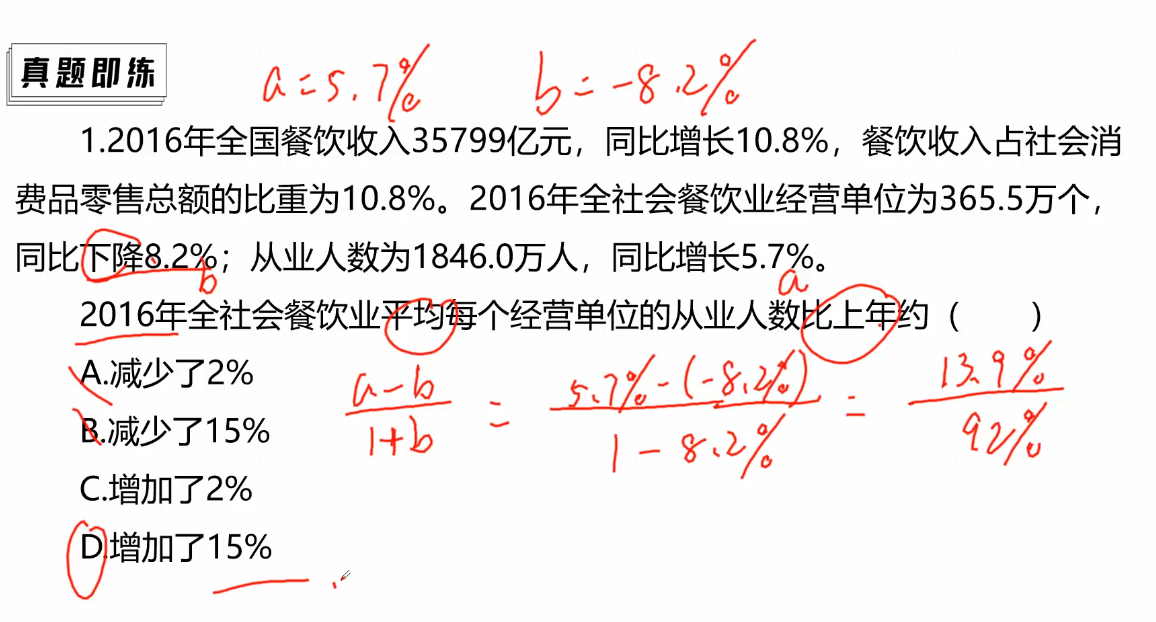 真题即练
a=5.7% b=-8.2%
1.2016年全国餐饮收入35799亿元，同比增长10.8%，餐饮收入占社会消
费品零售总额的比重为10.8%。2016年全社会餐饮业经营单位为365.5万个，
同比下降8.2%；从业人数为1846.0万人，同比增长5.7%。
b a
2016年全社会餐饮业平均每个经营单位的从业人数比上年约（　　）
A.减少了2%
B.减少了15%
C.增加了2%
D.增加了15%
a-b
1+b
=
5.7%-(-8.2%)
1-8.2%
=
13.9%
92%